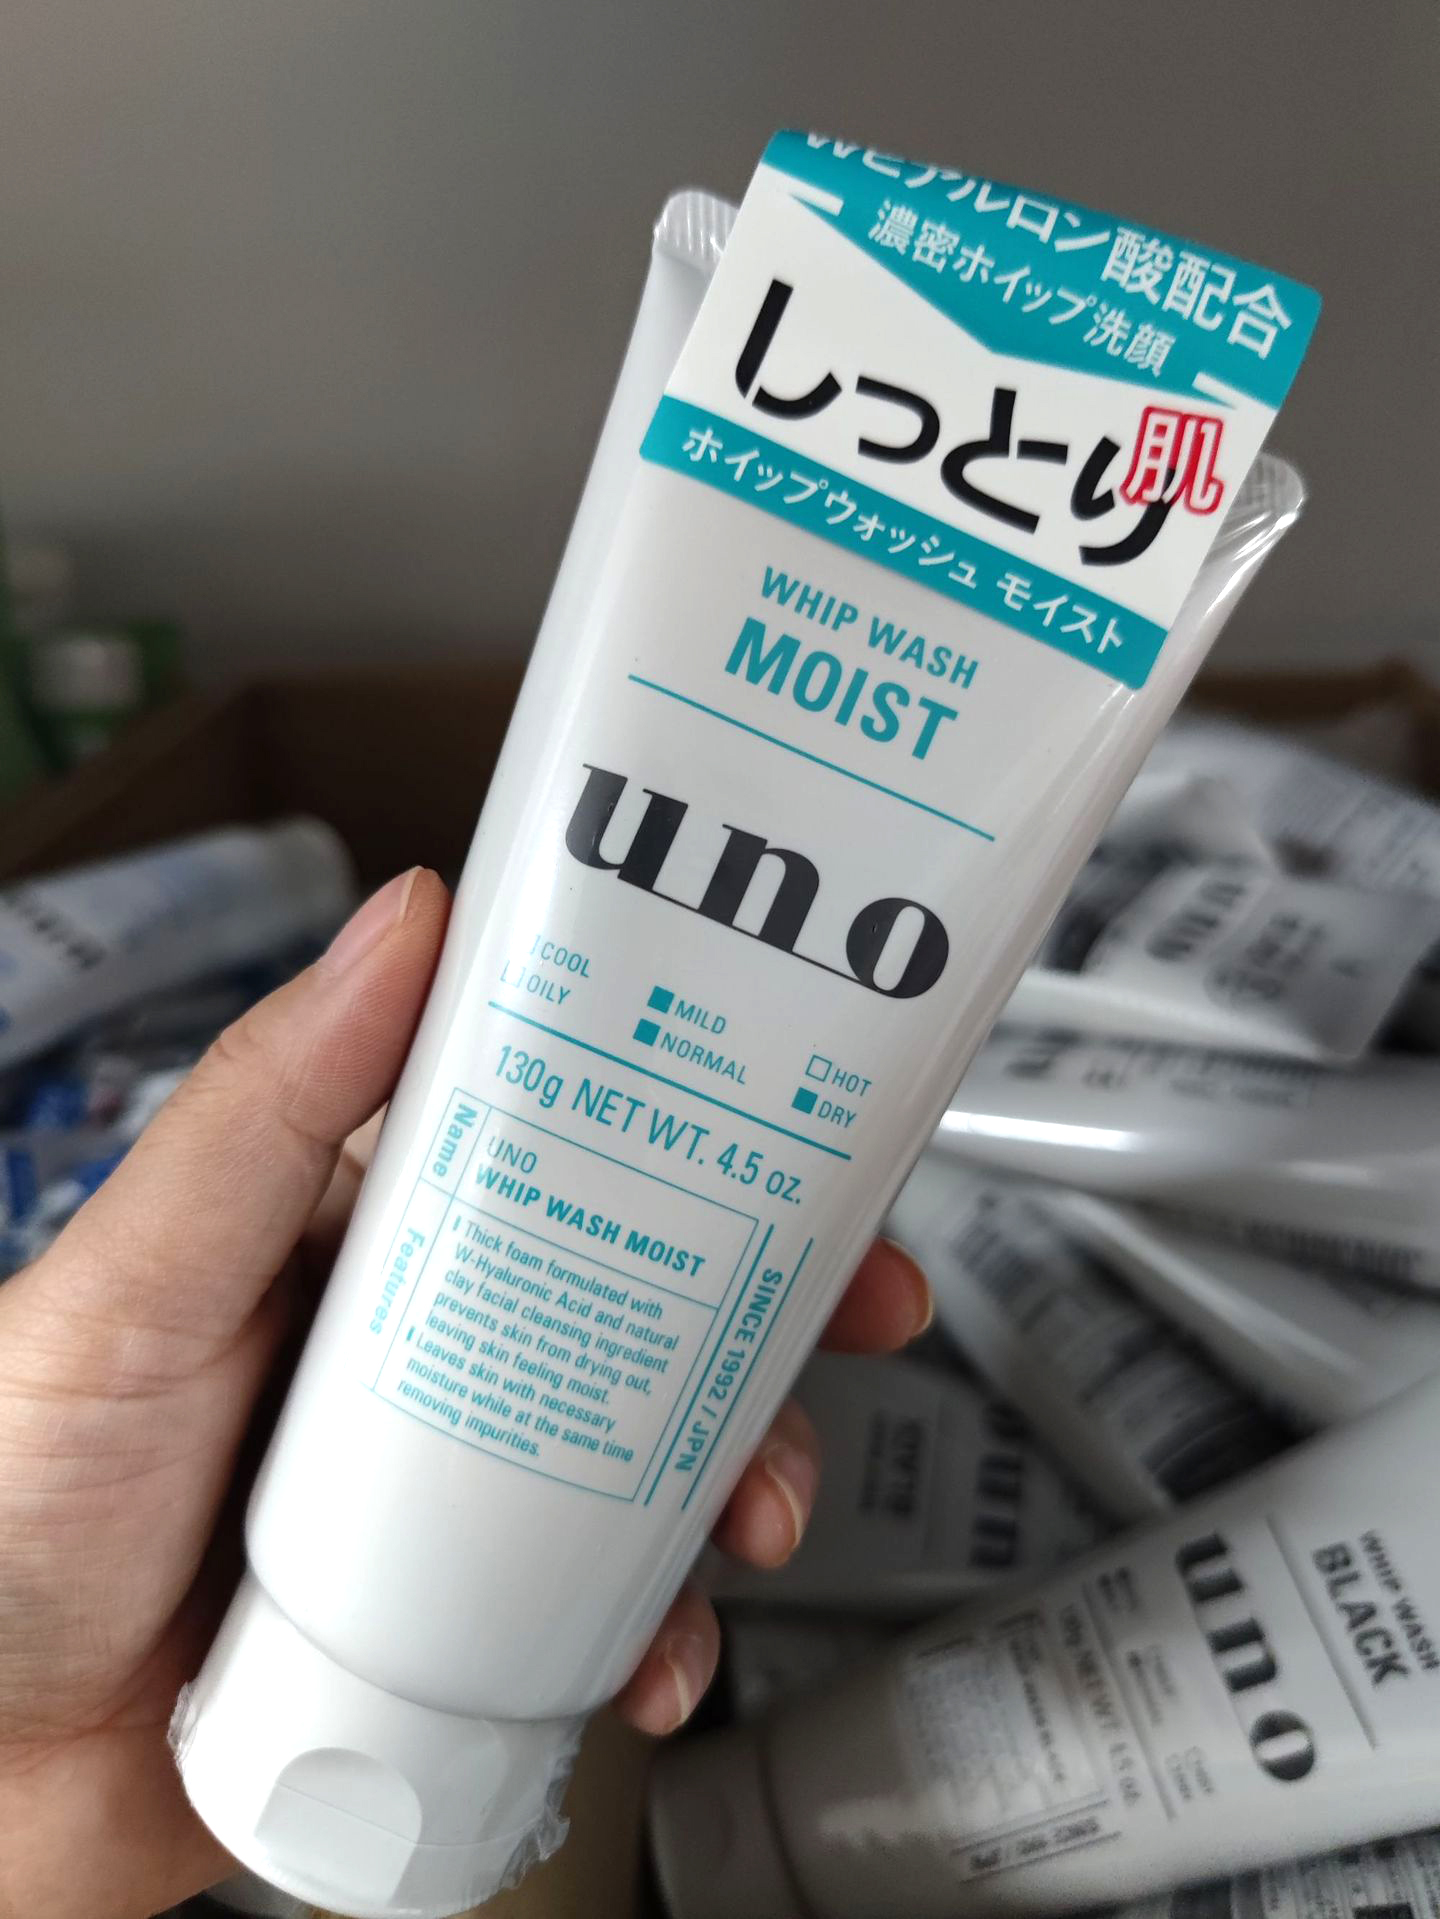 Wヒアルロン酸配合
濃密ホイップ洗顔
しっとり肌
ホイップウォッシュ モイスト
WHIP WASH
MOIST
uno
COOL
MILD
HOT
OILY
NORMAL
DRY
130g NET WT. 4.5 oz.
Name
UNO
WHIP WASH MOIST
Features
Thick foam formulated with
W-Hyaluronic Acid and natural
clay facial cleansing ingredient
prevents skin from drying out,
leaving skin feeling moist.
Leaves skin with necessary
moisture while at the same time
removing impurities.
SINCE 1992 / JPN
WHIP WASH
BLACK
uno